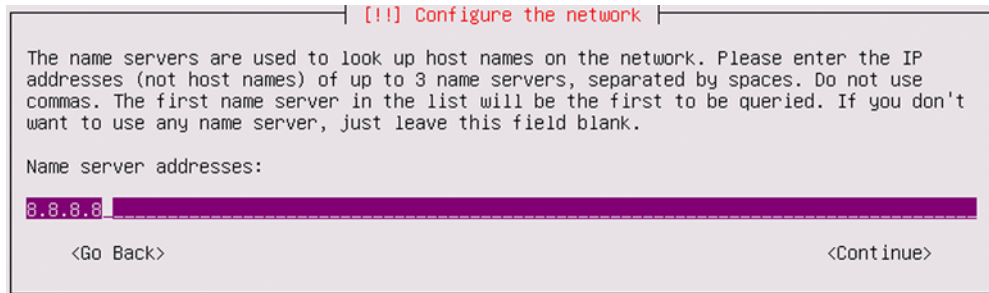 [!!] Configure the network
The name servers are used to look up host names on the network. Please enter the IP
addresses (not host names) of up to 3 name servers, separated by spaces. Do not use
commas. The first name server in the list will be the first to be queried. If you don't
want to use any name server, just leave this field blank.
Name server addresses:
8.8.8.8
<Go Back> <Continue>